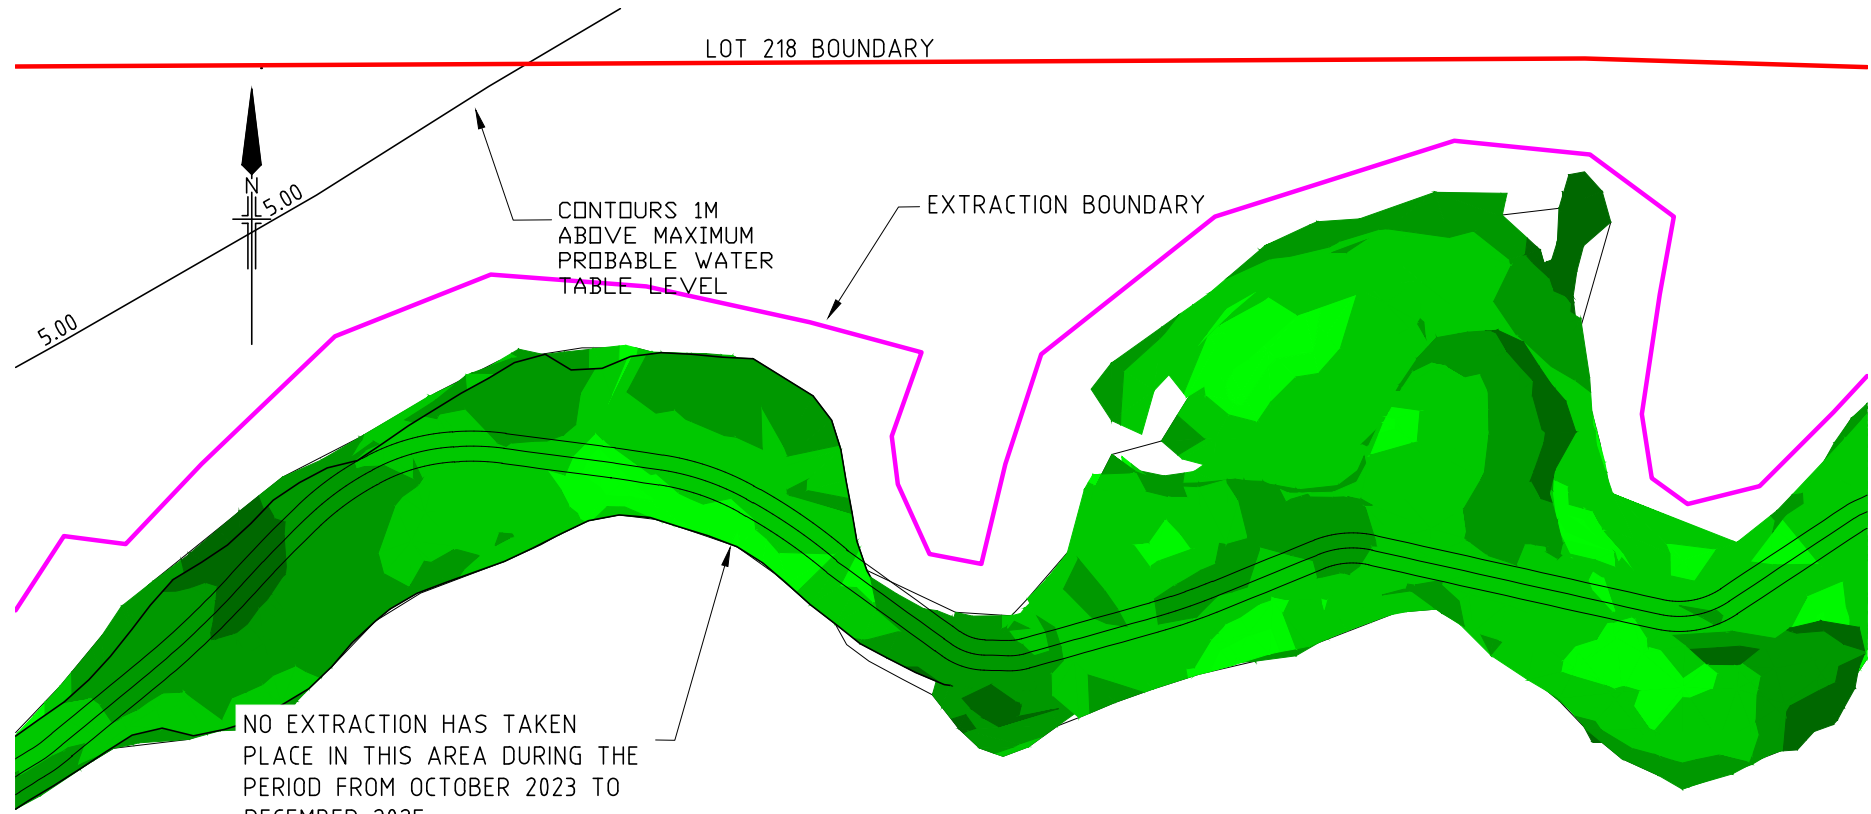 LOT 218 BOUNDARY
N
5.00
5.00
CONTOURS 1M
ABOVE MAXIMUM
PROBABLE WATER
TABLE LEVEL
EXTRACTION BOUNDARY
NO EXTRACTION HAS TAKEN
PLACE IN THIS AREA DURING THE
PERIOD FROM OCTOBER 2023 TO